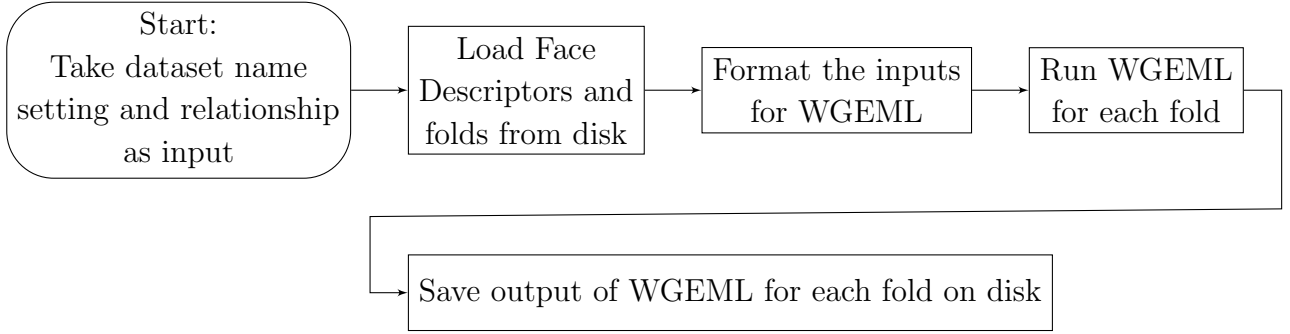 Start:
Take dataset name
setting and relationship
as input
Load Face
Descriptors and
folds from disk
Format the inputs
for WGEML
Run WGEML
for each fold
Save output of WGEML for each fold on disk